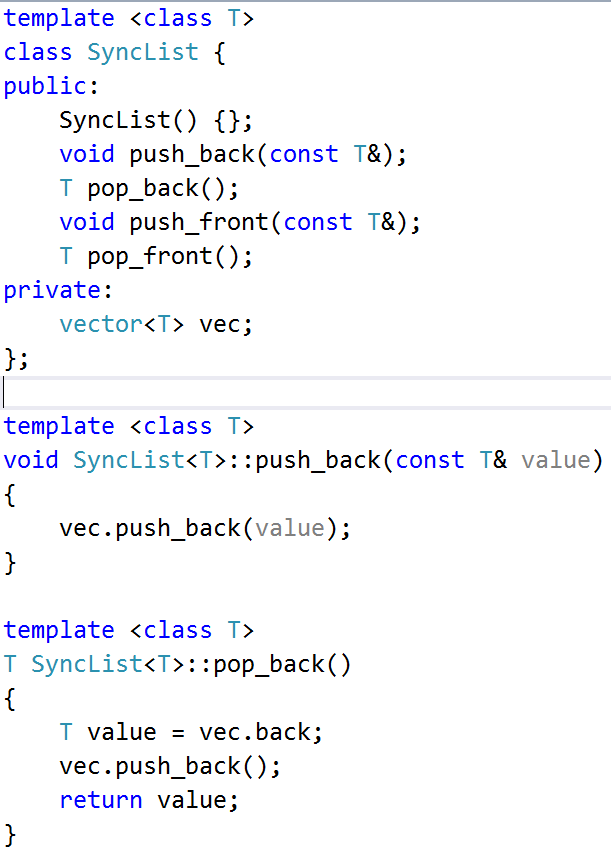 template <class T>
class SyncList {
public:
    SyncList() {};
    void push_back(const T&);
    T pop_back();
    void push_front(const T&);
    T pop_front();
private:
    vector<T> vec;
};
template <class T>
void SyncList<T>::push_back(const T& value)
{
    vec.push_back(value);
}
template <class T>
T SyncList<T>::pop_back()
{
    T value = vec.back;
    vec.push_back();
    return value;
}